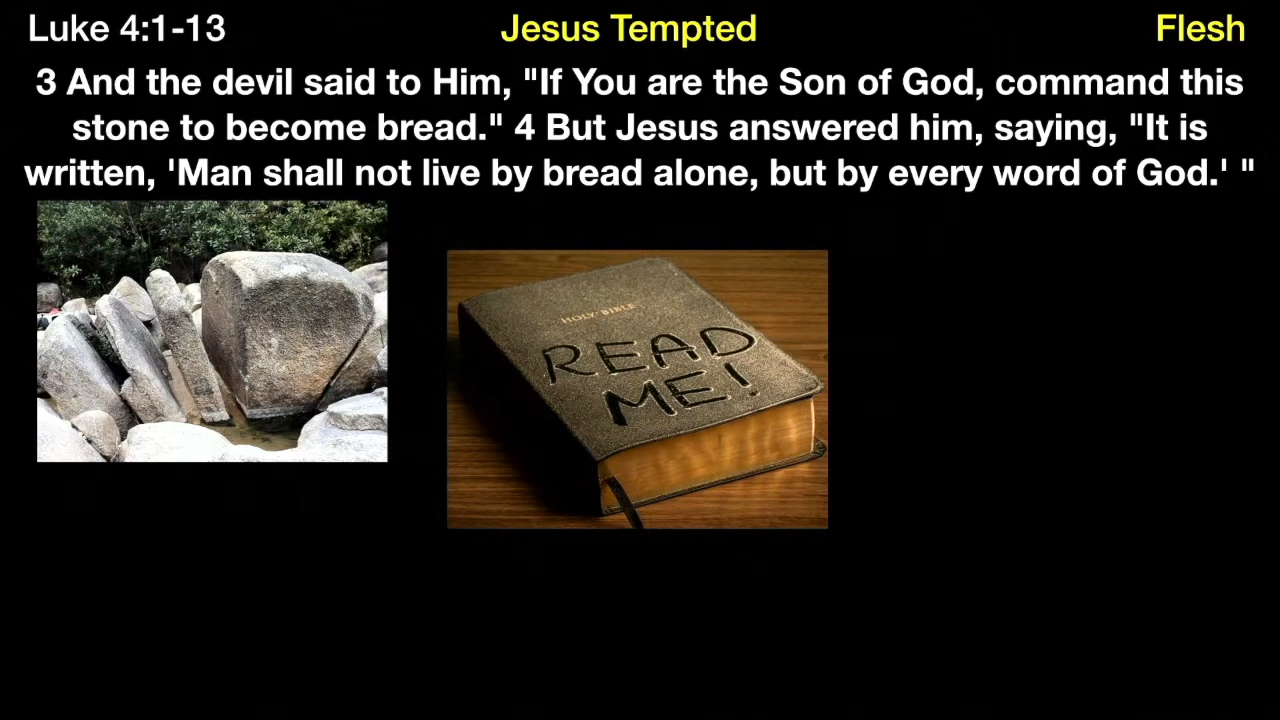 Luke 4:1-13 Jesus Tempted Flesh
3 And the devil said to Him, "If You are the Son of God, command this
stone to become bread." 4 But Jesus answered him, saying, "It is
written, 'Man shall not live by bread alone, but by every word of God.' "
HOLY BIBLE
READ
ME!